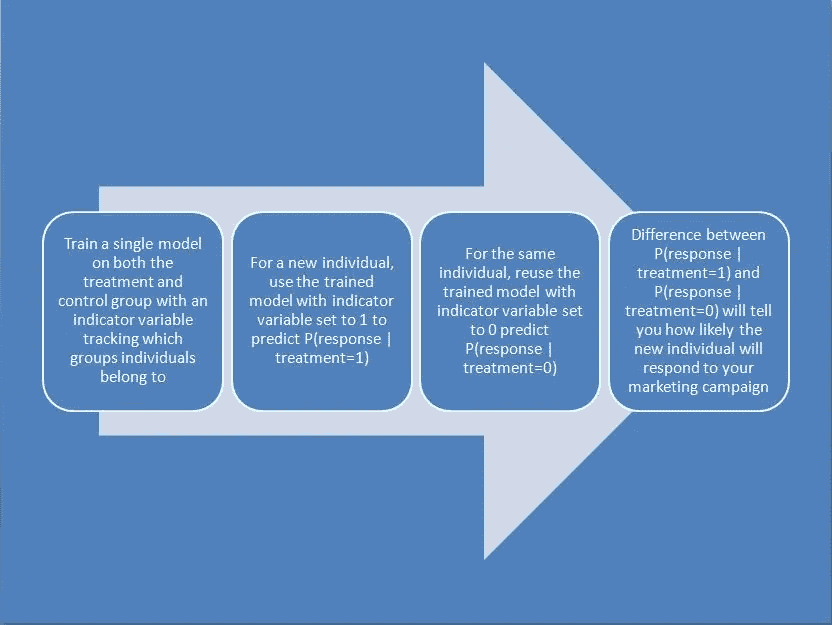 Train a single model
on both the
treatment and
control group with an
indicator variable
tracking which
groups individuals
belong to
For a new individual,
use the trained
model with indicator
variable set to 1 to
predict P(response |
treatment=1)
For the same
individual, reuse the
trained model with
indicator variable set
to 0 predict
P(response |
treatment=0)
Difference between
P(response |
treatment=1) and
P(response |
treatment=0) will tell
you how likely the
new individual will
respond to your
marketing campaign